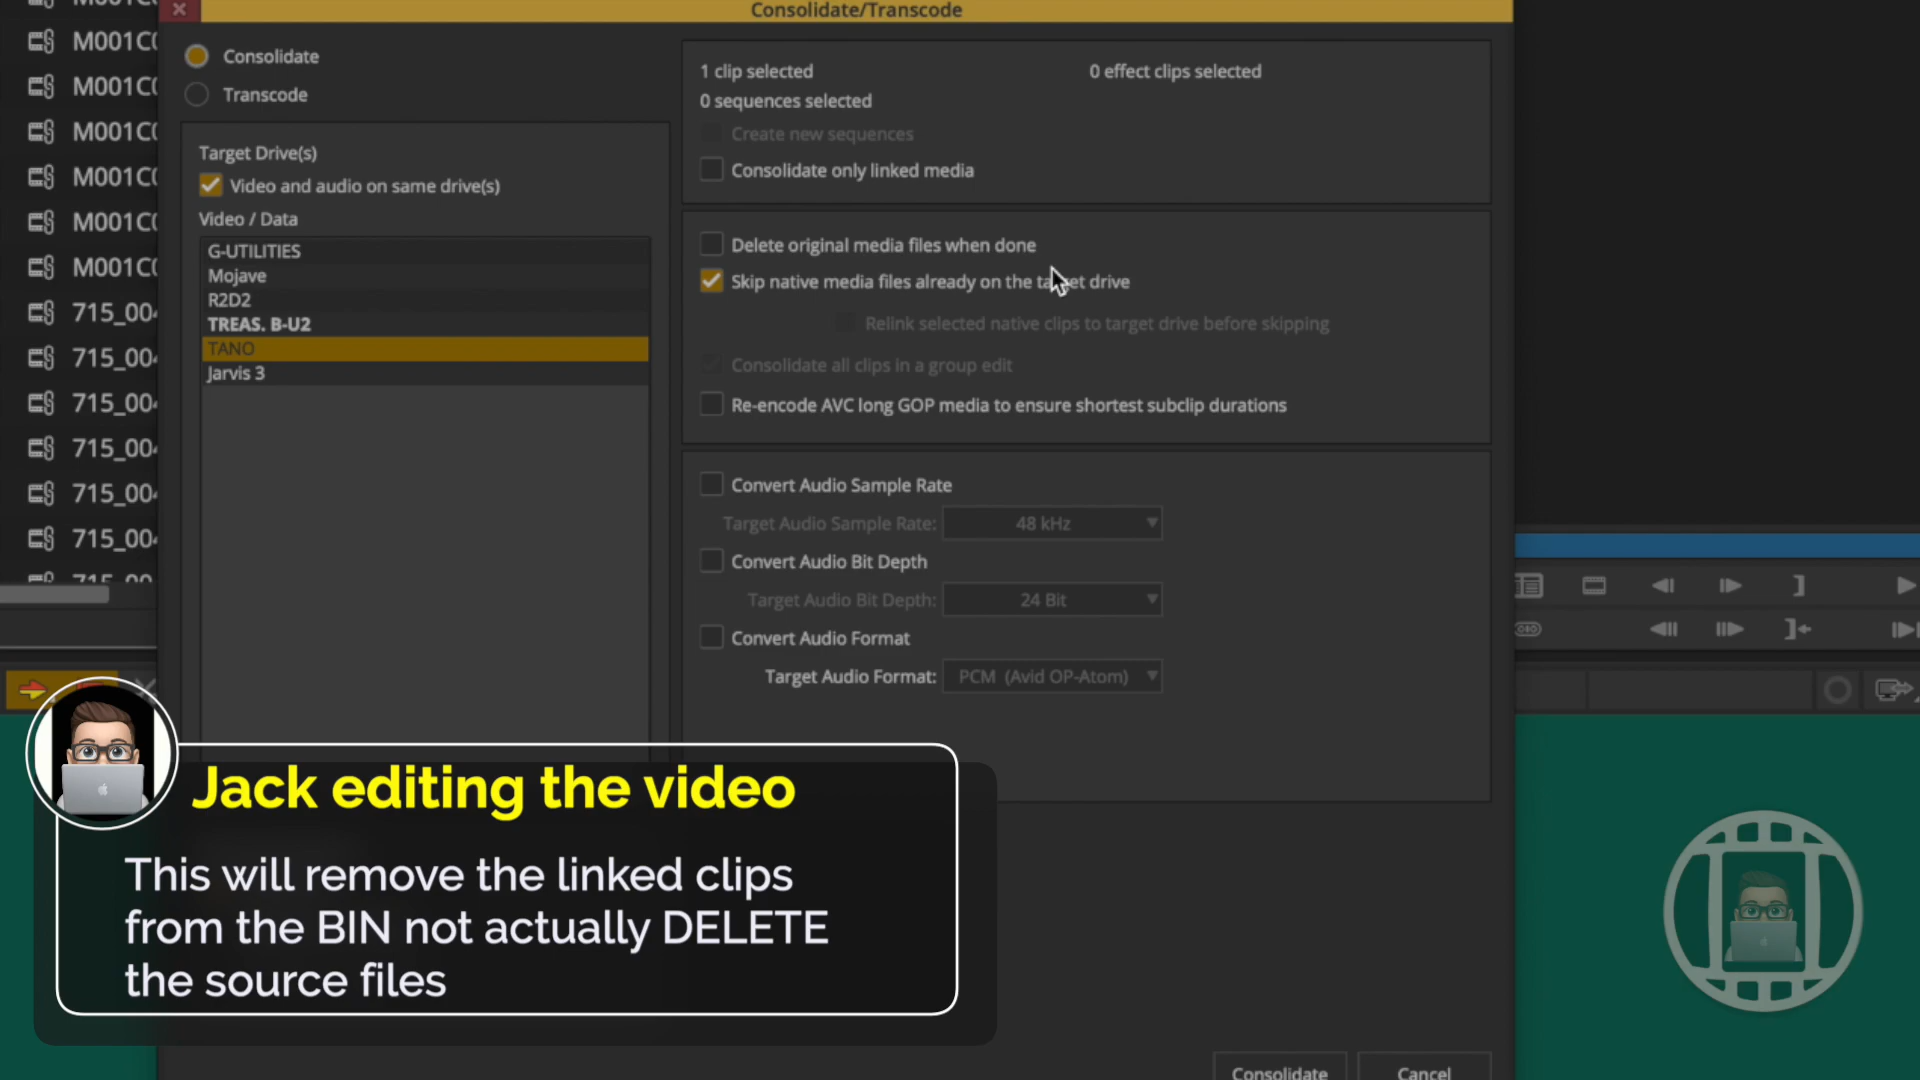 Consolidate/Transcode
M001C
M001C
M001C
M001C
M001C
M001C
715_004
715_004
715_004
715_004
715_004
715_004
Consolidate
Transcode
Target Drive(s)
Video and audio on same drive(s)
Video / Data
G-UTILITIES
Mojave
R2D2
TREAS. B-U2
TANO
Jarvis 3
1 clip selected
0 effect clips selected
0 sequences selected
Create new sequences
Consolidate only linked media
Delete original media files when done
Skip native media files already on the target drive
Relink selected native clips to target drive before skipping
Consolidate all clips in a group edit
Re-encode AVC long GOP media to ensure shortest subclip durations
Convert Audio Sample Rate
Target Audio Sample Rate: 48 kHz
Convert Audio Bit Depth
Target Audio Bit Depth: 24 Bit
Convert Audio Format
Target Audio Format: PCM (Avid OP-Atom)
Jack editing the video
This will remove the linked clips
from the BIN not actually DELETE
the source files
Consolidate
Cancel